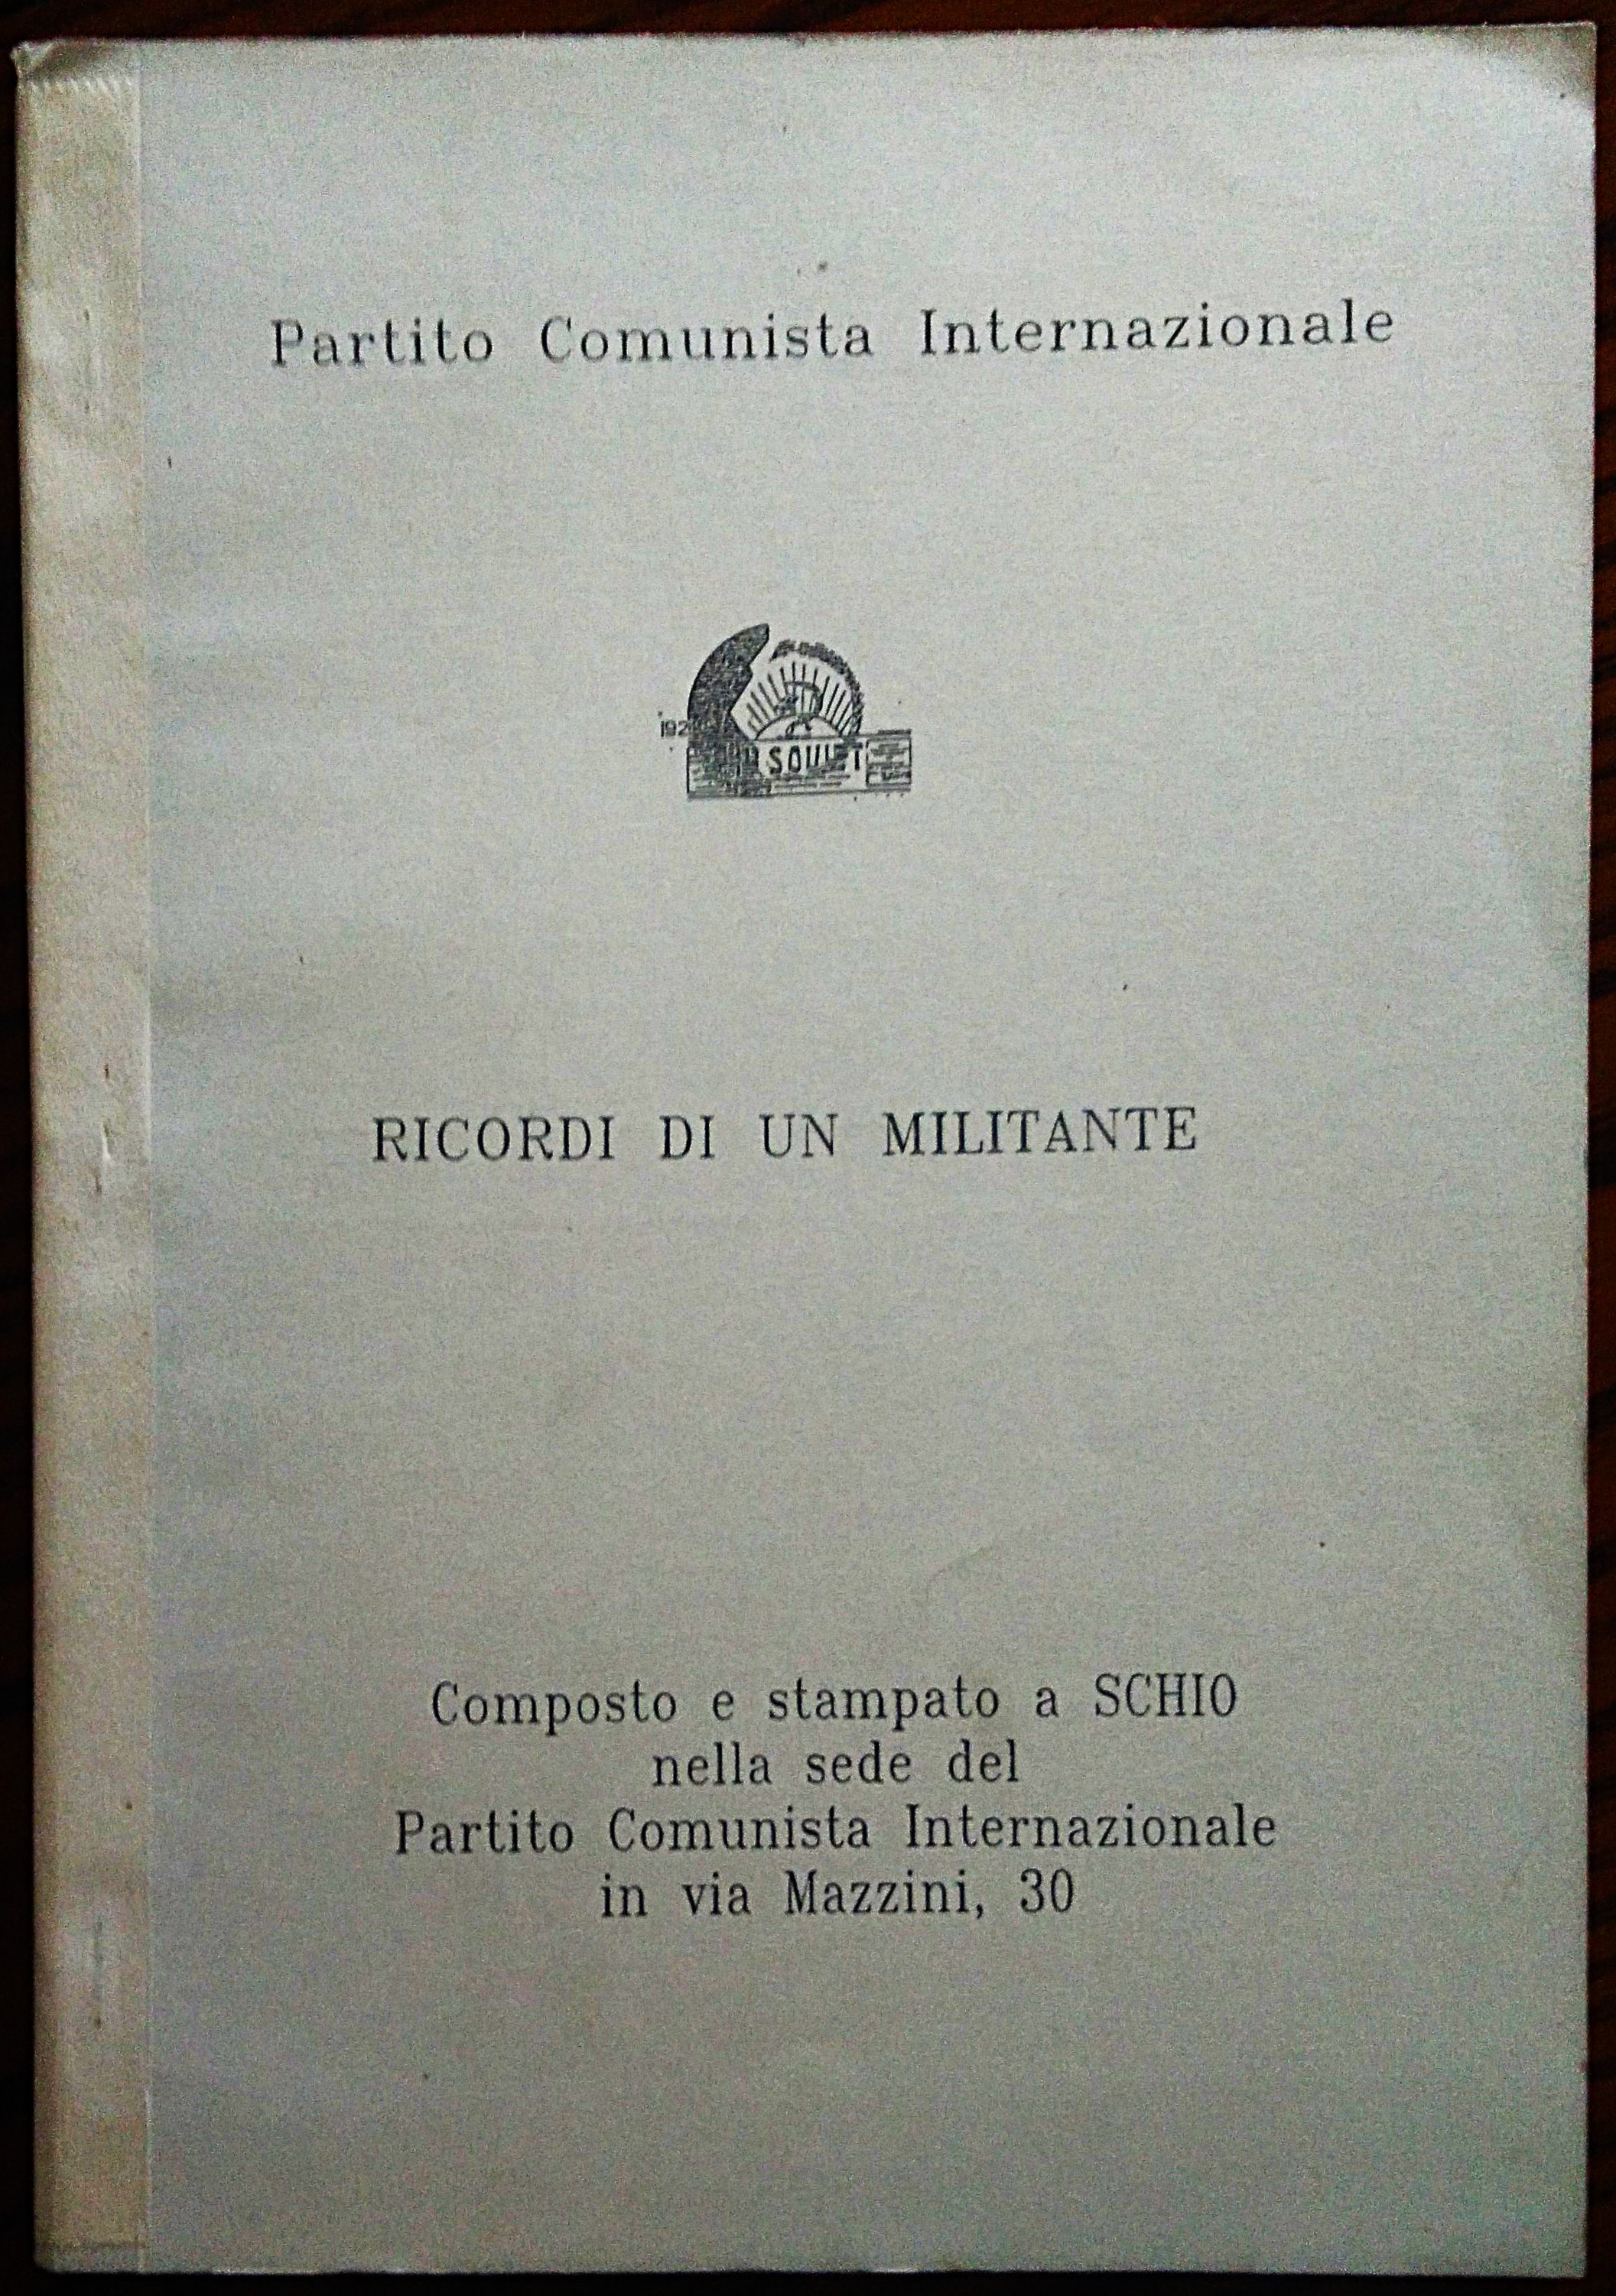 Partito Comunista Internazionale
SOVIET
RICORDI DI UN MILITANTE
Composto e stampato a SCHIO
nella sede del
Partito Comunista Internazionale
in via Mazzini, 30